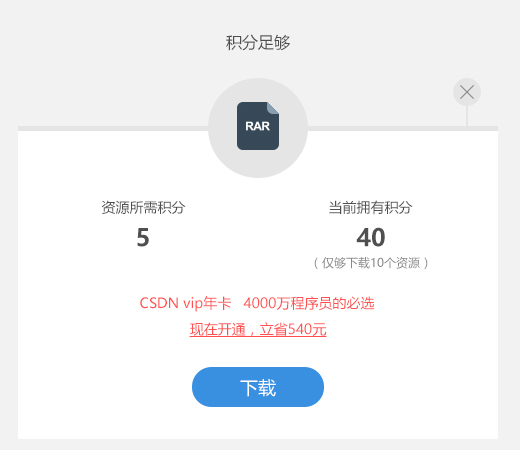 积分足够
RAR
资源所需积分
当前拥有积分
5
40
（仅够下载10个资源）
CSDN vip年卡 4000万程序员的必选
现在开通，立省540元
下载